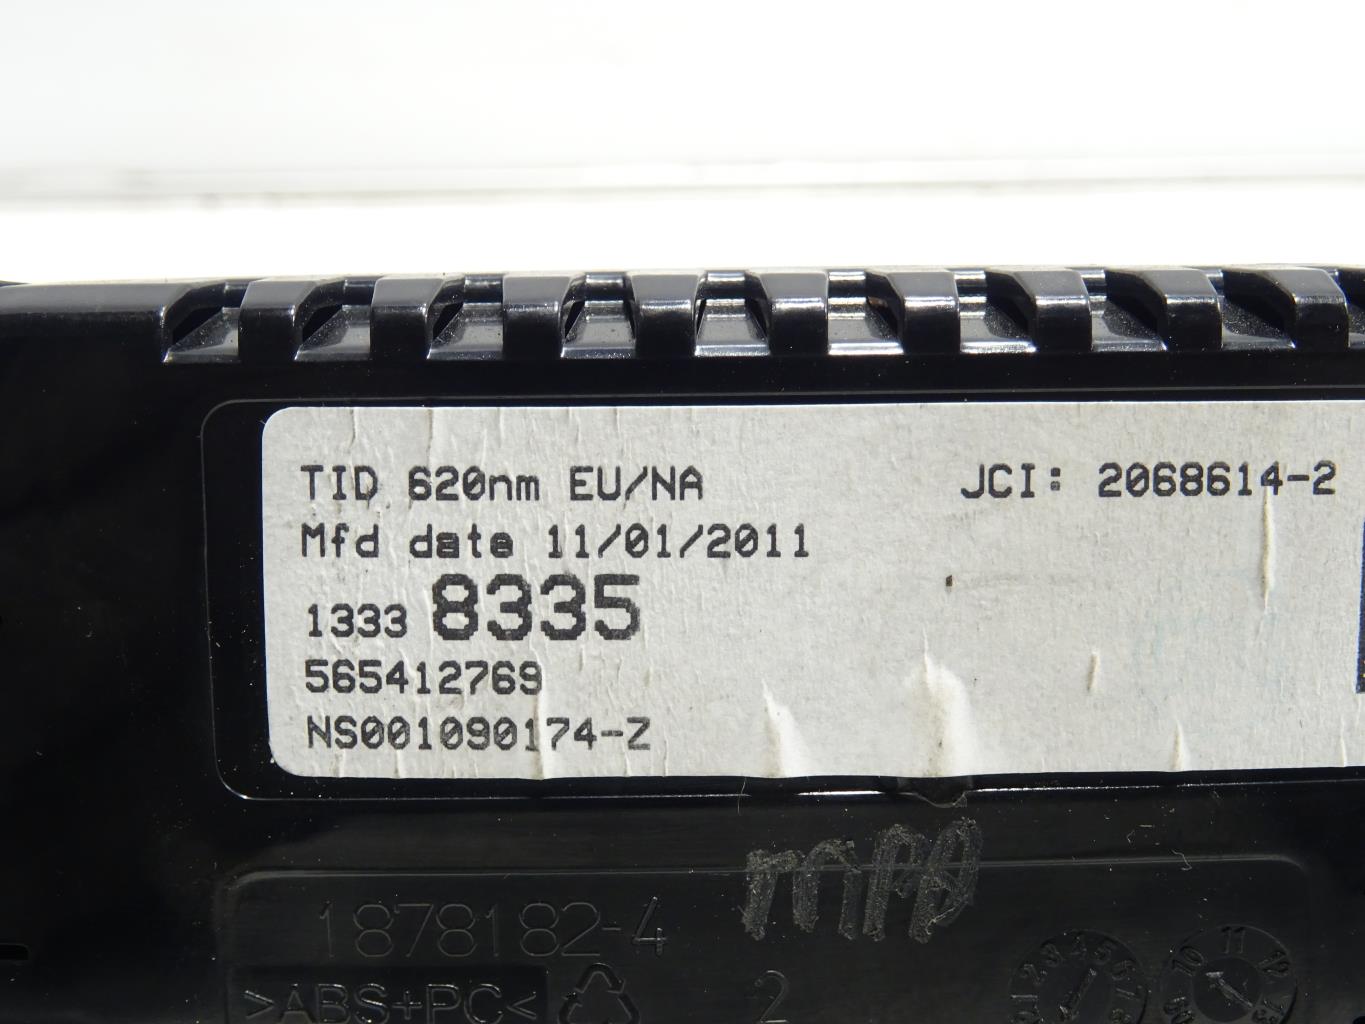 TID 620nm EU/NA JCI: 2068614-2
Mfd date 11/01/2011
1333 8335
565412769
NS001090174-Z
1878182-4
>ABS+PC< 2